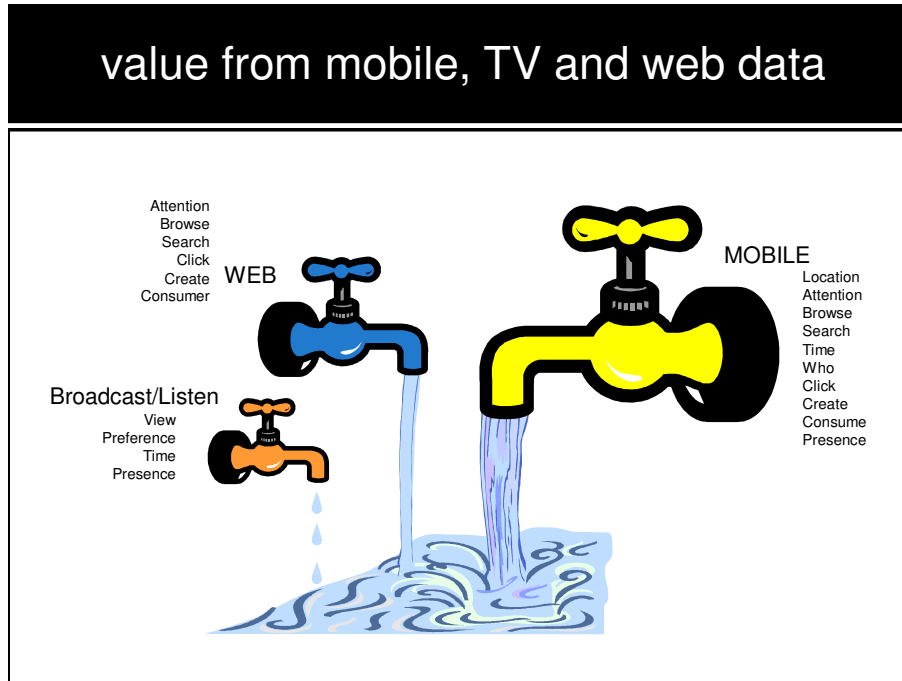 value from mobile, TV and web data
Attention
Browse
Search
Click
Create
Consumer
WEB
Broadcast/Listen
View
Preference
Time
Presence
MOBILE
Location
Attention
Browse
Search
Time
Who
Click
Create
Consume
Presence